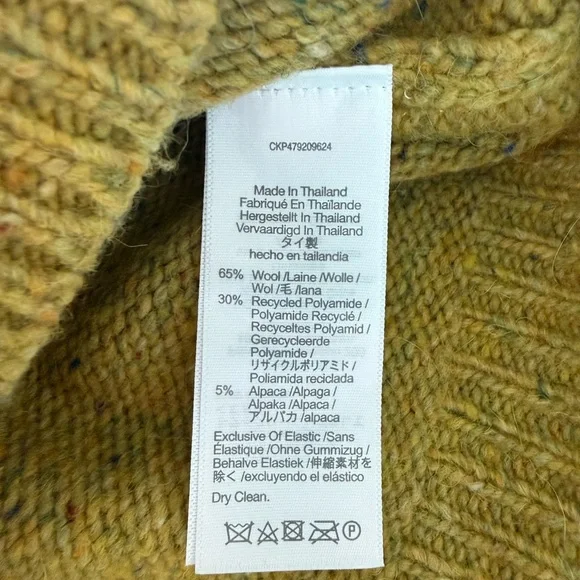 CKP479209624
Made In Thailand
Fabriqué En Thaïlande
Hergestellt In Thailand
Vervaardigd In Thailand
タイ製
hecho en tailandia
65% Wool /Laine /Wolle /
Wol /毛 /lana
30% Recycled Polyamide /
Polyamide Recyclé /
Recyceltes Polyamid /
Gerecycleerde
Polyamide /
リサイクルポリアミド /
Poliamida reciclada
5% Alpaca /Alpaga /
Alpaka /Alpaca /
アルパカ /alpaca
Exclusive Of Elastic /Sans
Élastique /Ohne Gummizug /
Behalve Elastiek /伸縮素材を
除く /excluyendo el elástico
Dry Clean.
P